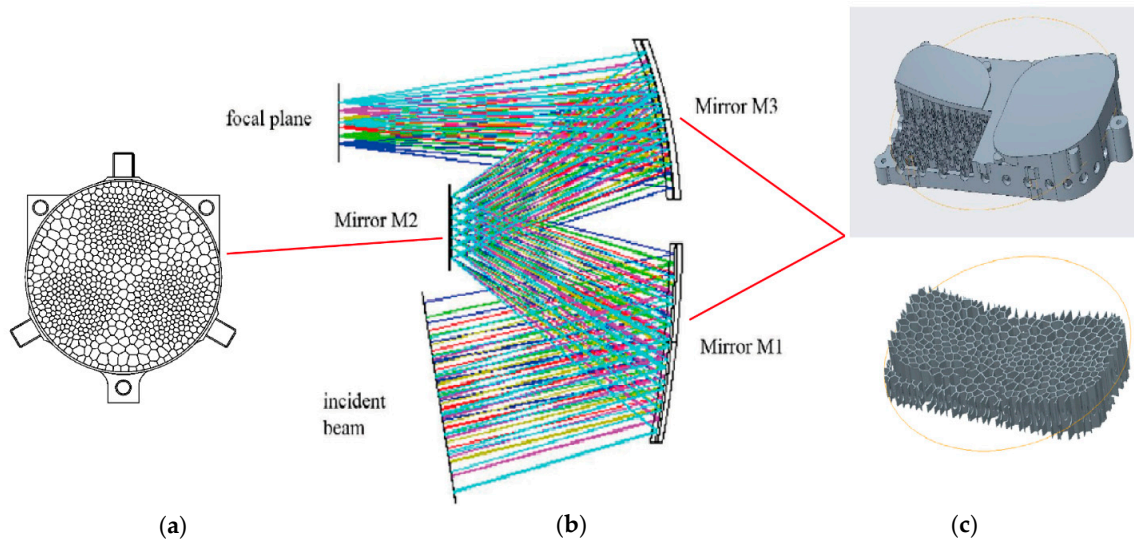 focal plane
Mirror M3
Mirror M2
Mirror M1
incident
beam
(a)
(b)
(c)